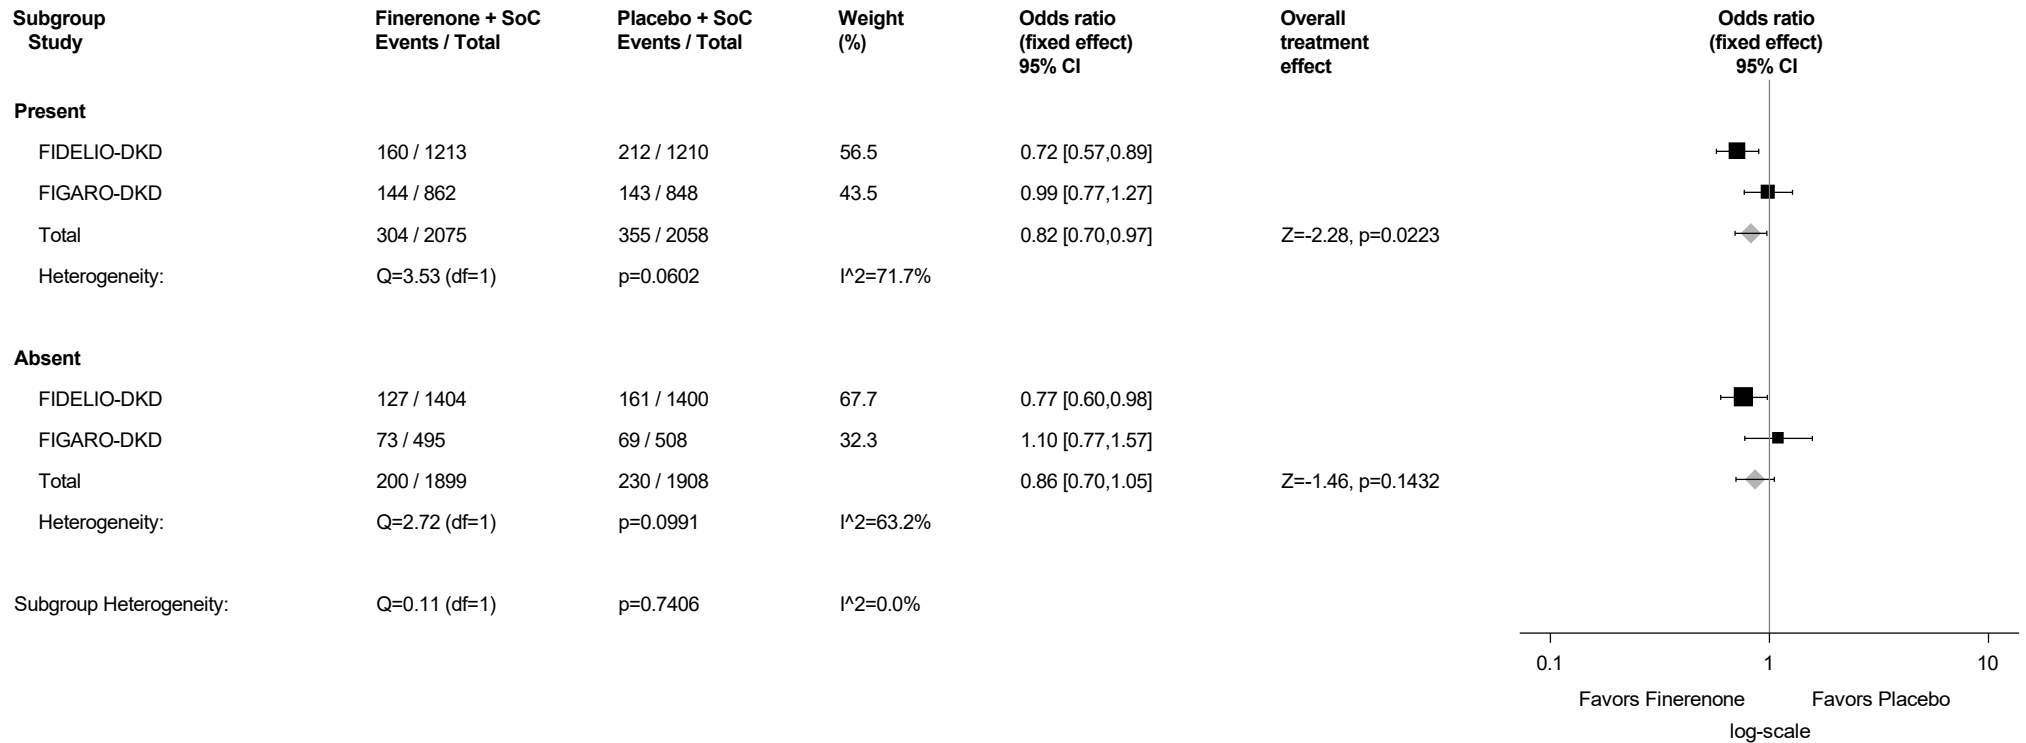 Subgroup Finerenone + SoC Placebo + SoC Weight Odds ratio Overall Odds ratio
Study Events / Total Events / Total (%) (fixed effect) treatment (fixed effect)
95% CI effect 95% CI
Present
FIDELIO-DKD 160 / 1213 212 / 1210 56.5 0.72 [0.57,0.89]
FIGARO-DKD 144 / 862 143 / 848 43.5 0.99 [0.77,1.27]
Total 304 / 2075 355 / 2058 0.82 [0.70,0.97] Z=-2.28, p=0.0223
Heterogeneity: Q=3.53 (df=1) p=0.0602 I^2=71.7%
Absent
FIDELIO-DKD 127 / 1404 161 / 1400 67.7 0.77 [0.60,0.98]
FIGARO-DKD 73 / 495 69 / 508 32.3 1.10 [0.77,1.57]
Total 200 / 1899 230 / 1908 0.86 [0.70,1.05] Z=-1.46, p=0.1432
Heterogeneity: Q=2.72 (df=1) p=0.0991 I^2=63.2%
Subgroup Heterogeneity: Q=0.11 (df=1) p=0.7406 I^2=0.0%
0.1 1 10
Favors Finerenone Favors Placebo
log-scale